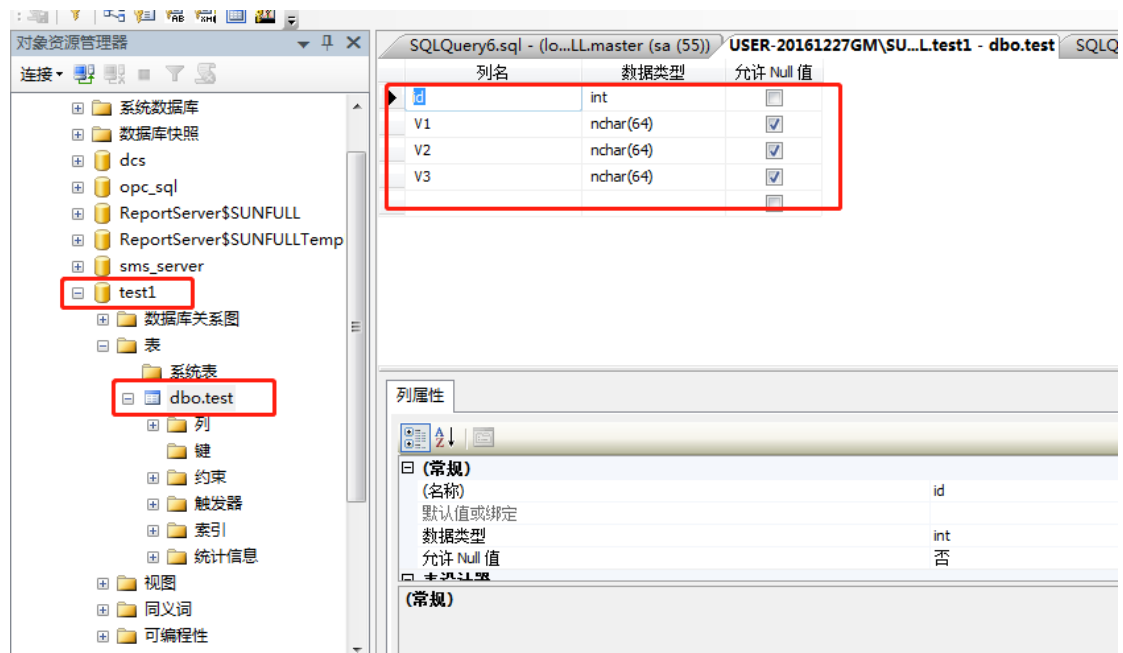 对象资源管理器
连接
系统数据库
数据库快照
dcs
opc_sql
ReportServer$SUNFULL
ReportServer$SUNFULLTemp
sms_server
test1
数据库关系图
表
系统表
dbo.test
列
键
约束
触发器
索引
统计信息
视图
同义词
可编程性
SQLQuery6.sql - (lo...LL.master (sa (55)) USER-20161227GM\SU...L.test1 - dbo.test SQLQ
列名 数据类型 允许 Null 值
id int
V1 nchar(64)
V2 nchar(64)
V3 nchar(64)
列属性
(常规)
(名称) id
默认值或绑定
数据类型 int
允许 Null 值 否
表设计器
(常规)